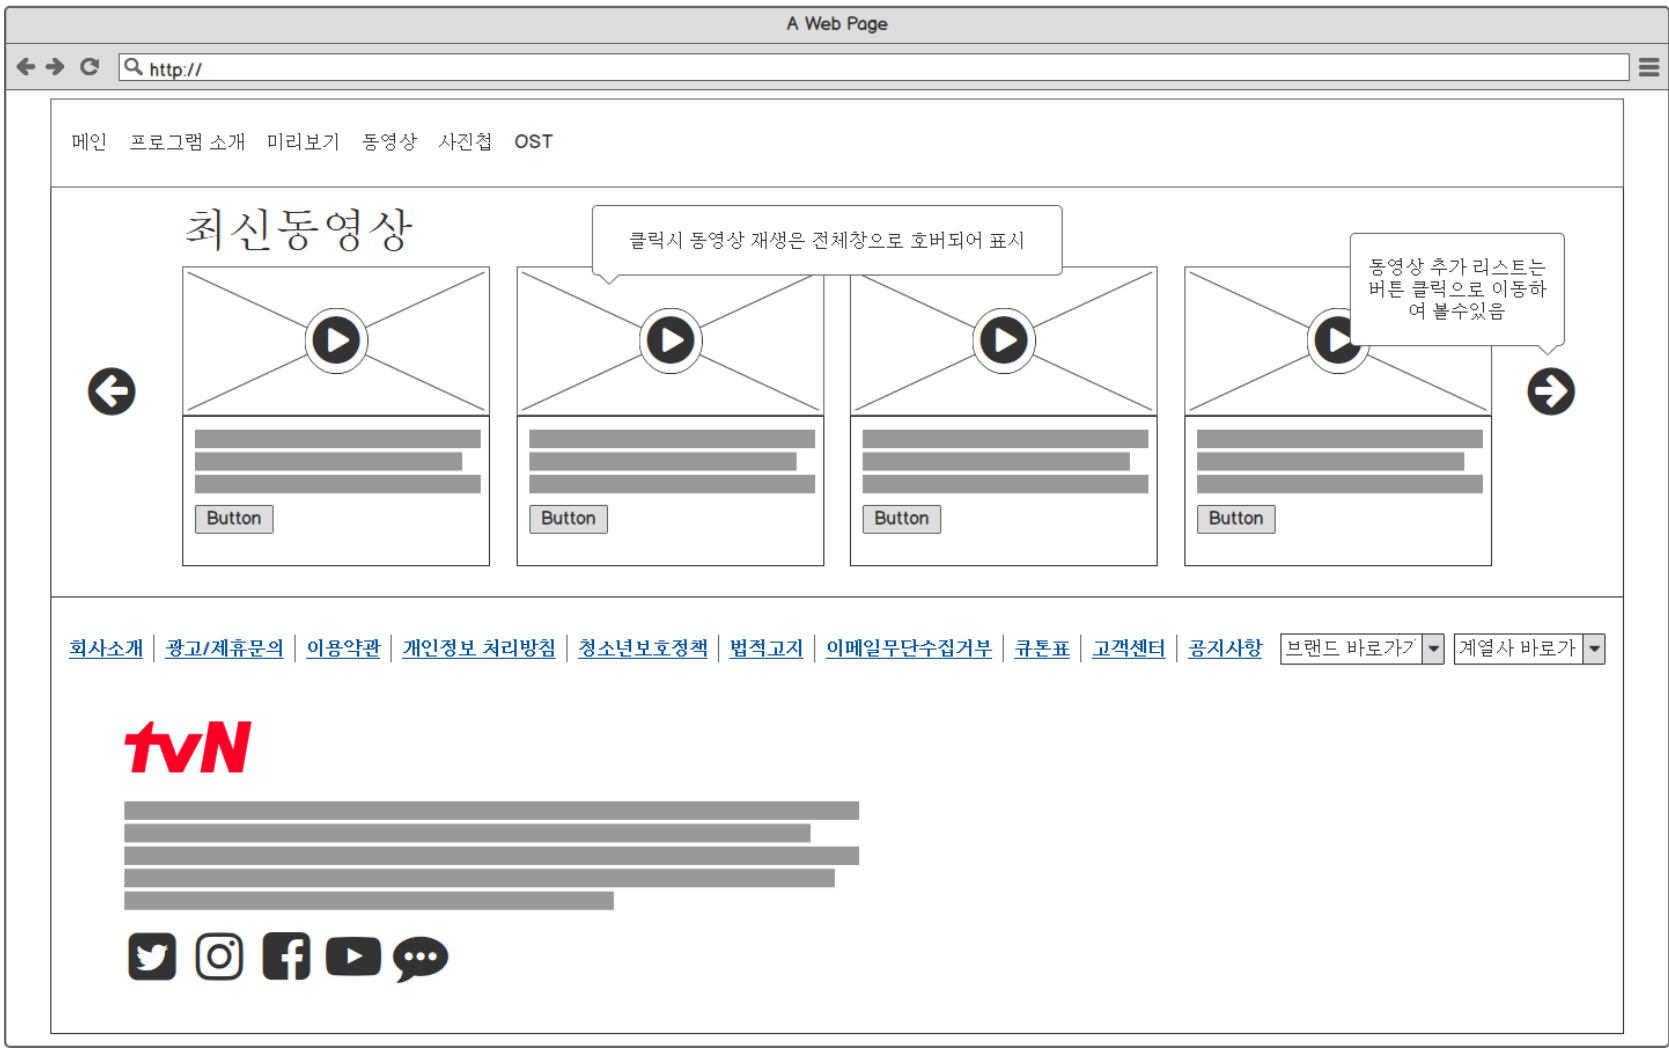 A Web Page
http://
메인 프로그램 소개 미리보기 동영상 사진첩 OST
최신동영상
클릭시 동영상 재생은 전체창으로 호버되어 표시
동영상 추가 리스트는
버튼 클릭으로 이동하
여 볼수있음
Button Button Button Button
회사소개 광고/제휴문의 이용약관 개인정보 처리방침 청소년보호정책 법적고지 이메일무단수집거부 큐톤표 고객센터 공지사항 브랜드 바로가기 계열사 바로가
tvN